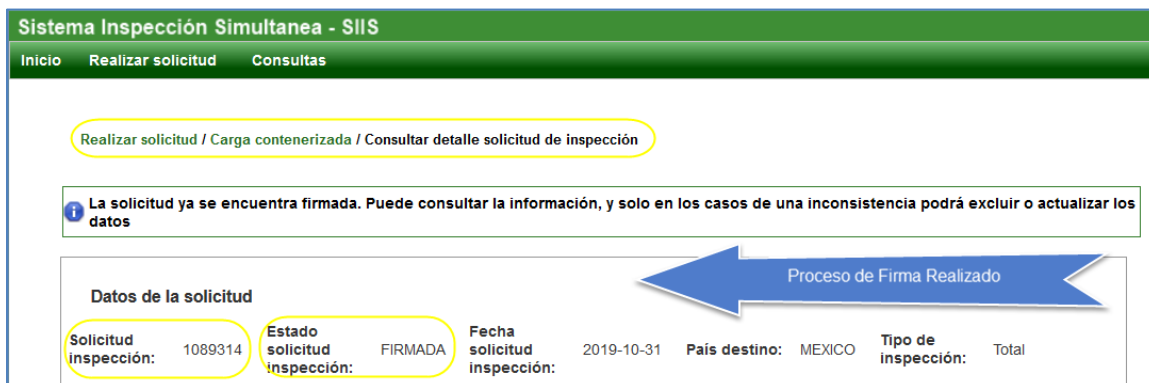 Sistema Inspección Simultanea - SIIS
Inicio Realizar solicitud Consultas
Realizar solicitud / Carga contenerizada / Consultar detalle solicitud de inspección
La solicitud ya se encuentra firmada. Puede consultar la información, y solo en los casos de una inconsistencia podrá excluir o actualizar los
datos
Proceso de Firma Realizado
Datos de la solicitud
Solicitud inspección: 1089314 Estado solicitud inspección: FIRMADA Fecha solicitud inspección: 2019-10-31 País destino: MEXICO Tipo de inspección: Total